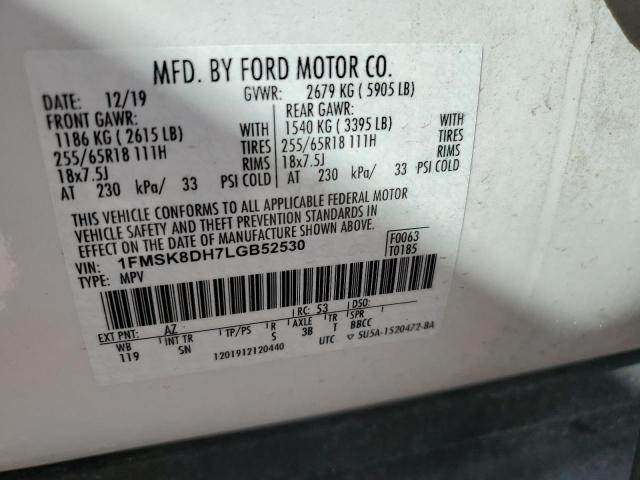 MFD. BY FORD MOTOR CO.
DATE: 12/19 GVWR: 2679 KG ( 5905 LB)
FRONT GAWR: REAR GAWR:
1186 KG ( 2615 LB) WITH 1540 KG ( 3395 LB) WITH
255/65R18 111H TIRES 255/65R18 111H TIRES
18x7.5J RIMS 18x7.5J RIMS
AT 230 kPa/ 33 PSI COLD AT 230 kPa/ 33 PSI COLD
THIS VEHICLE CONFORMS TO ALL APPLICABLE FEDERAL MOTOR
VEHICLE SAFETY AND THEFT PREVENTION STANDARDS IN
EFFECT ON THE DATE OF MANUFACTURE SHOWN ABOVE.
VIN: 1FMSK8DH7LGB52530 F0063
TYPE: MPV T0185
EXT PNT: AZ RC: 53 DSO:
WB INT TR TP/PS R AXLE TR SPR
119 SN S 3B T BBCC
1201912120440 UTC ▽ 5U5A-1520472-BA